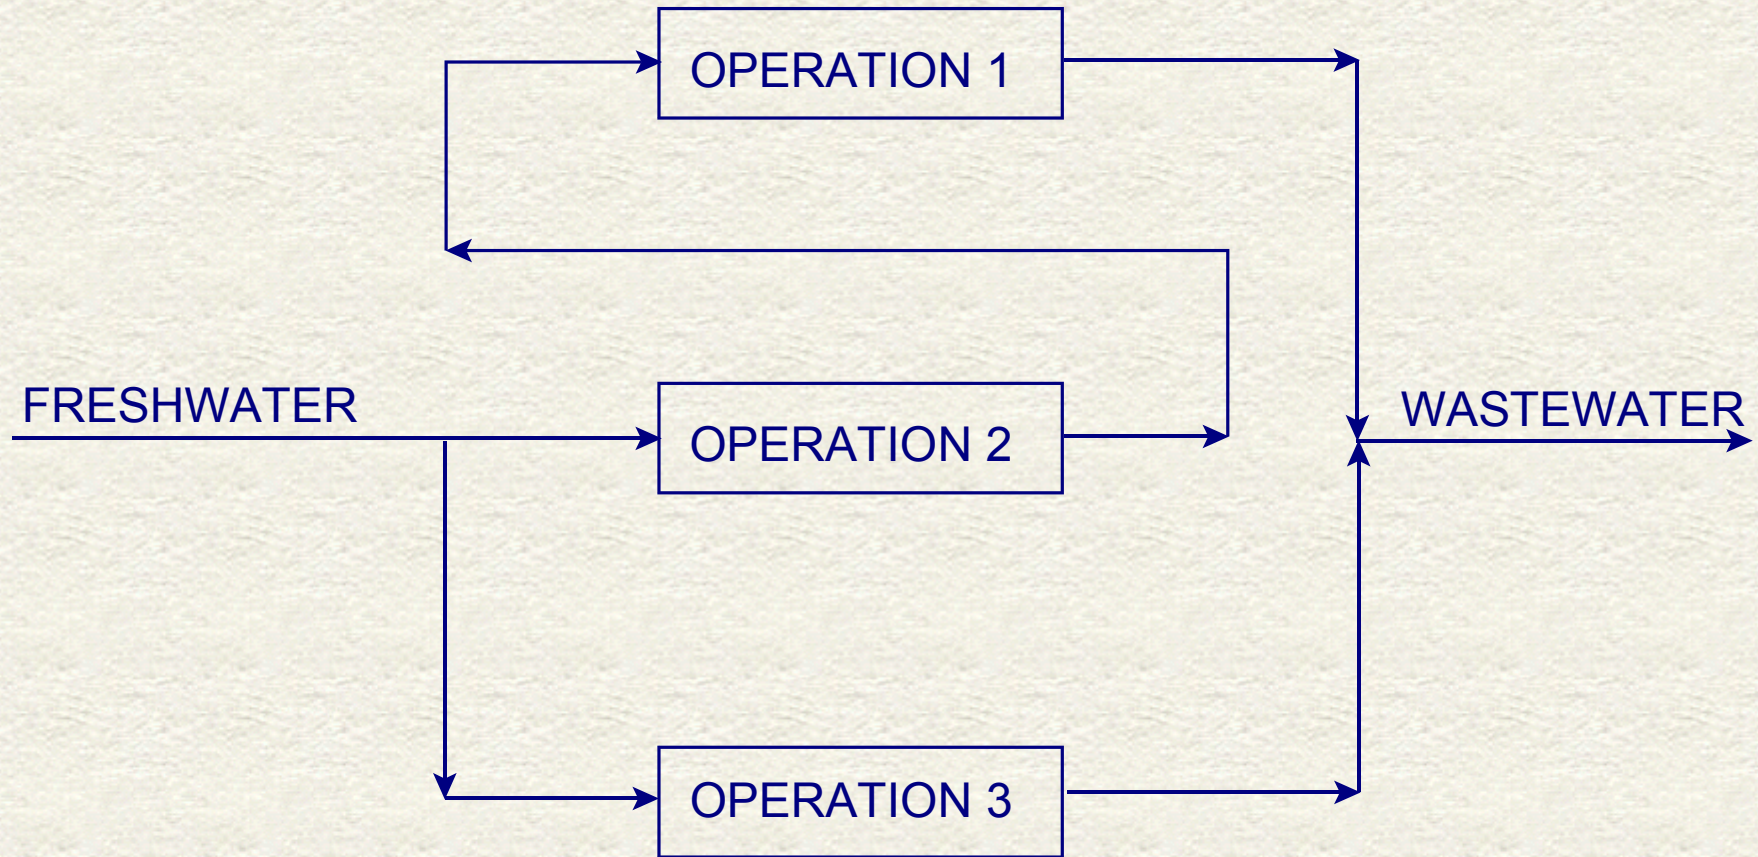 OPERATION 1
FRESHWATER
OPERATION 2
WASTEWATER
OPERATION 3